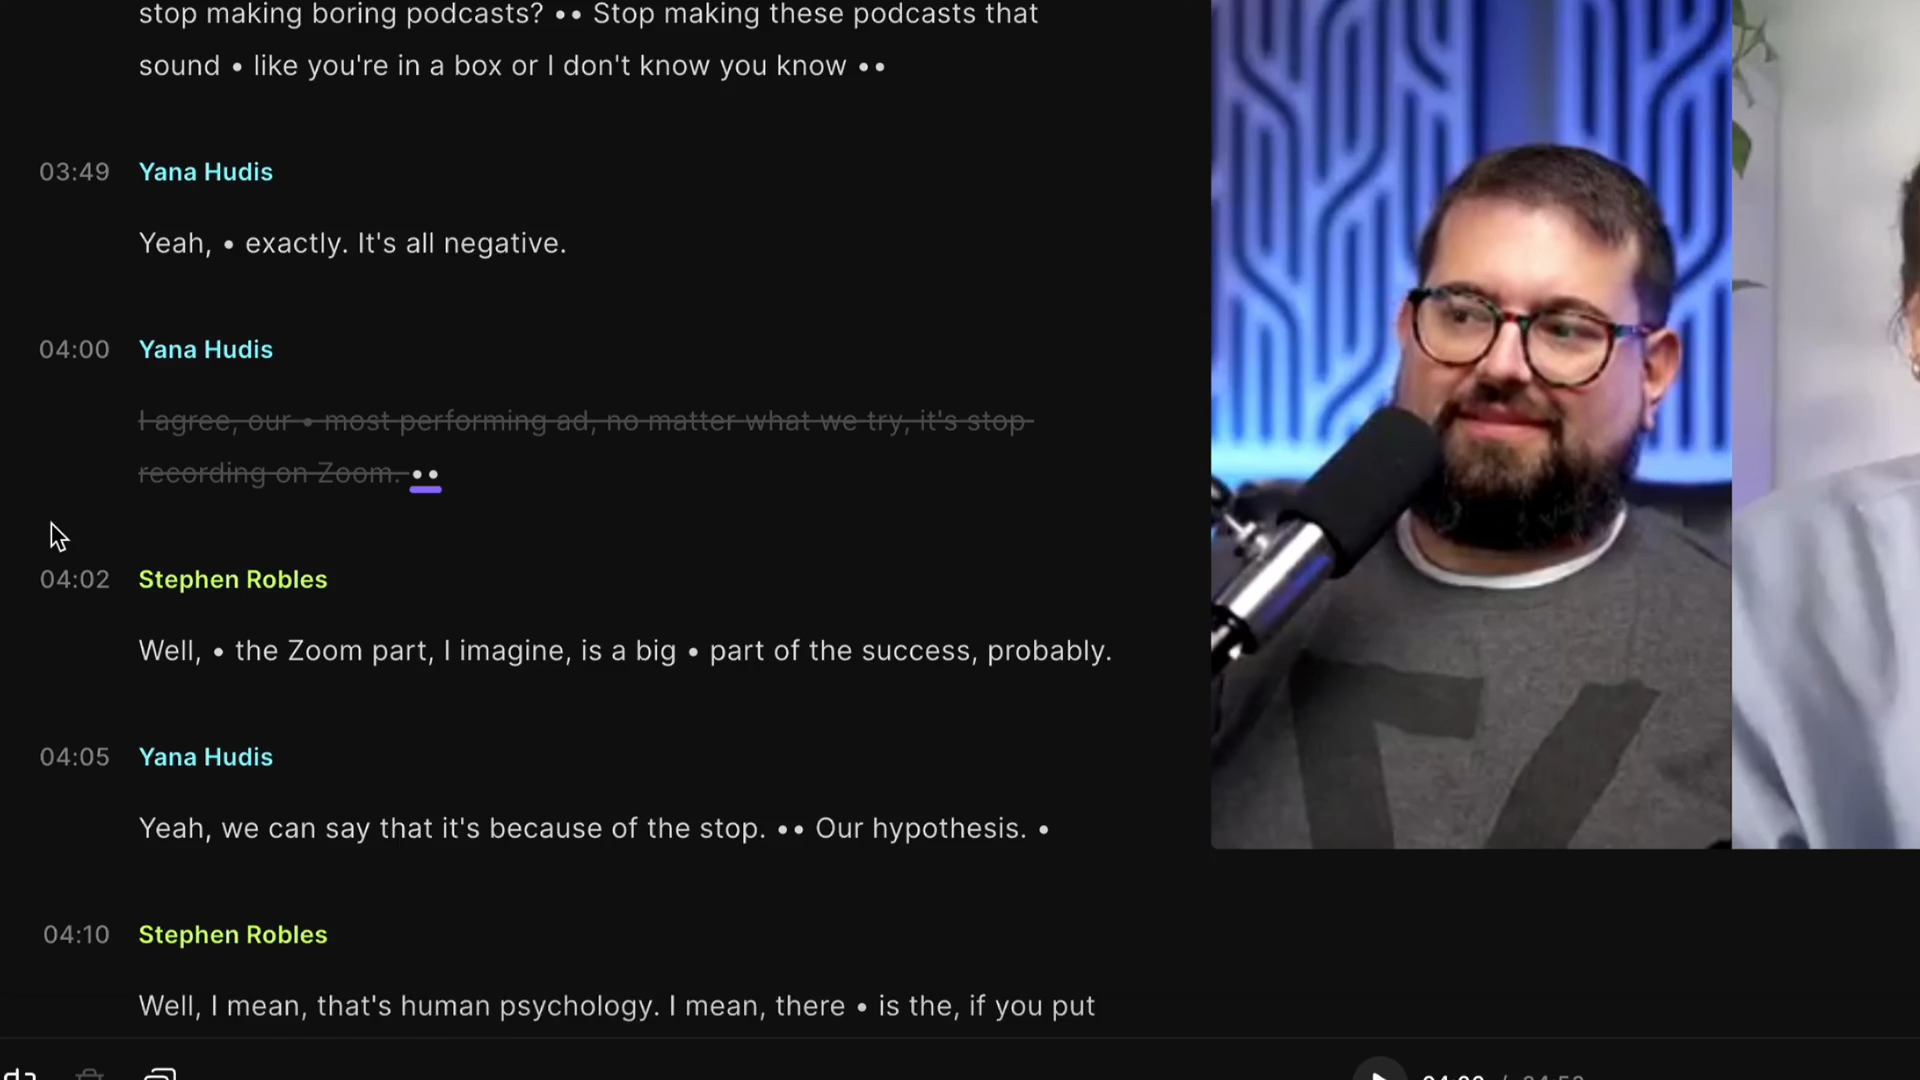 stop making boring podcasts? •• Stop making these podcasts that
sound • like you're in a box or I don't know you know ••
03:49 Yana Hudis
Yeah, • exactly. It's all negative.
04:00 Yana Hudis
I agree, our • most performing ad, no matter what we try, it's stop
recording on Zoom. ••
04:02 Stephen Robles
Well, • the Zoom part, I imagine, is a big • part of the success, probably.
04:05 Yana Hudis
Yeah, we can say that it's because of the stop. •• Our hypothesis. •
04:10 Stephen Robles
Well, I mean, that's human psychology. I mean, there • is the, if you put